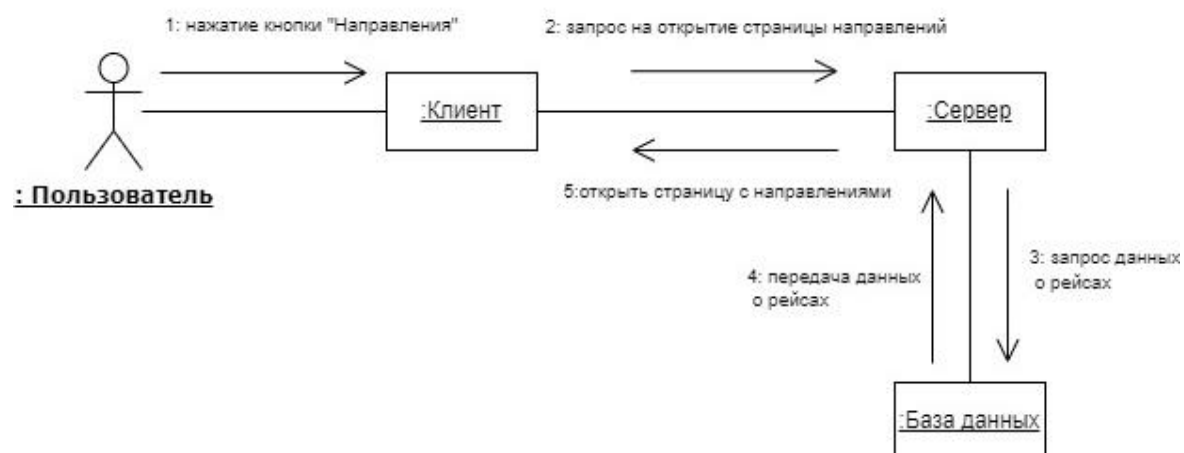 1: нажатие кнопки "Направления"
2: запрос на открытие страницы направлений
:Клиент
:Сервер
: Пользователь
5:открыть страницу с направлениями
3: запрос данных
о рейсах
4: передача данных
о рейсах
:База данных